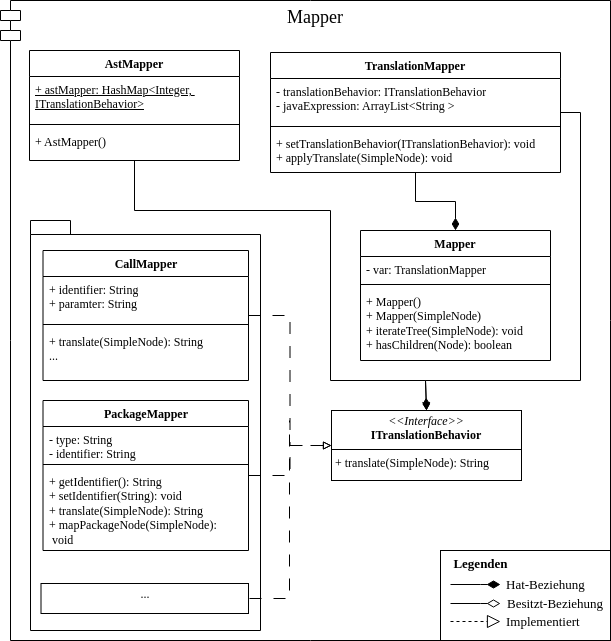 Mapper
AstMapper
+ astMapper: HashMap<Integer,
ITranslationBehavior>
+ AstMapper()
TranslationMapper
- translationBehavior: ITranslationBehavior
- javaExpression: ArrayList<String >
+ setTranslationBehavior(ITranslationBehavior): void
+ applyTranslate(SimpleNode): void
CallMapper
+ identifier: String
+ paramter: String
+ translate(SimpleNode): String
...
Mapper
- var: TranslationMapper
+ Mapper()
+ Mapper(SimpleNode)
+ iterateTree(SimpleNode): void
+ hasChildren(Node): boolean
PackageMapper
- type: String
- identifier: String
+ getIdentifier(): String
+ setIdentifier(String): void
+ translate(SimpleNode): String
+ mapPackageNode(SimpleNode):
void
...
<<Interface>>
ITranslationBehavior
+ translate(SimpleNode): String
Legenden
Hat-Beziehung
Besitzt-Beziehung
Implementiert